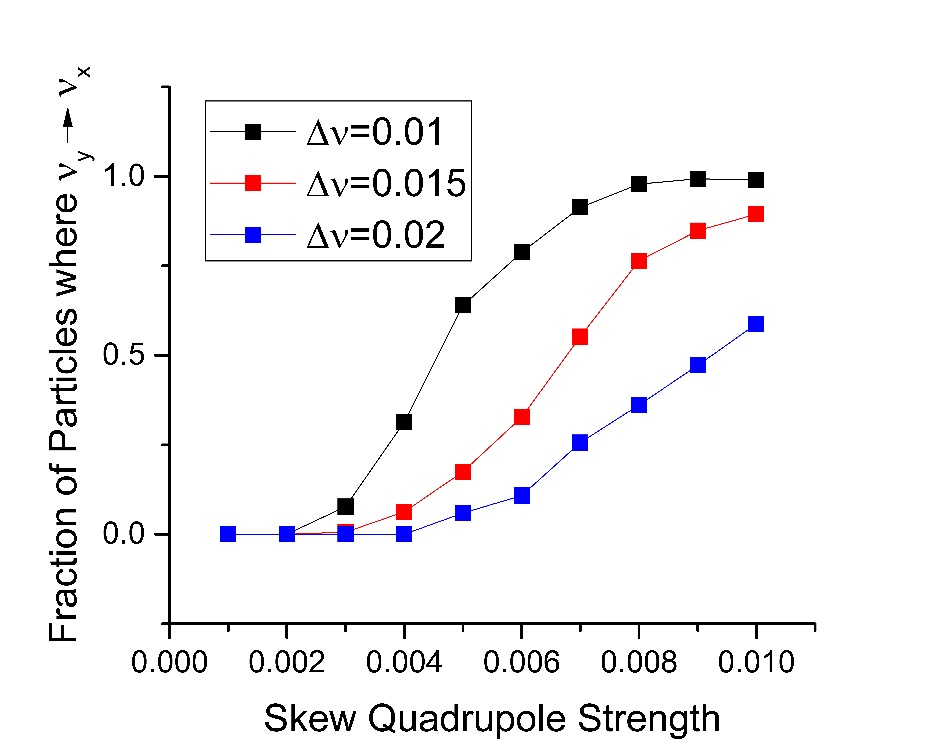 Fraction of Particles where νy → νx
Δν=0.01
Δν=0.015
Δν=0.02
1.0
0.5
0.0
0.000 0.002 0.004 0.006 0.008 0.010
Skew Quadrupole Strength